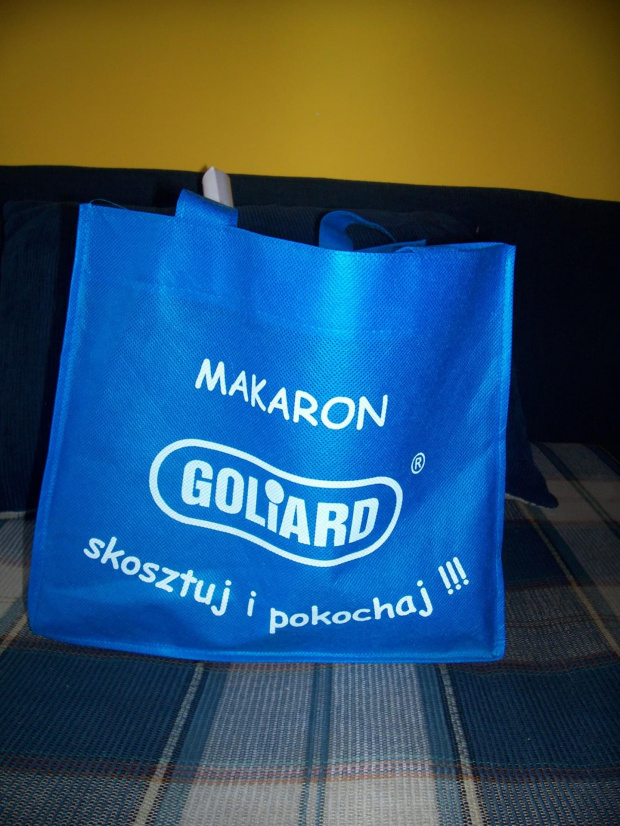 MAKARON
GOLiARD ®
skosztuj i pokochaj !!!